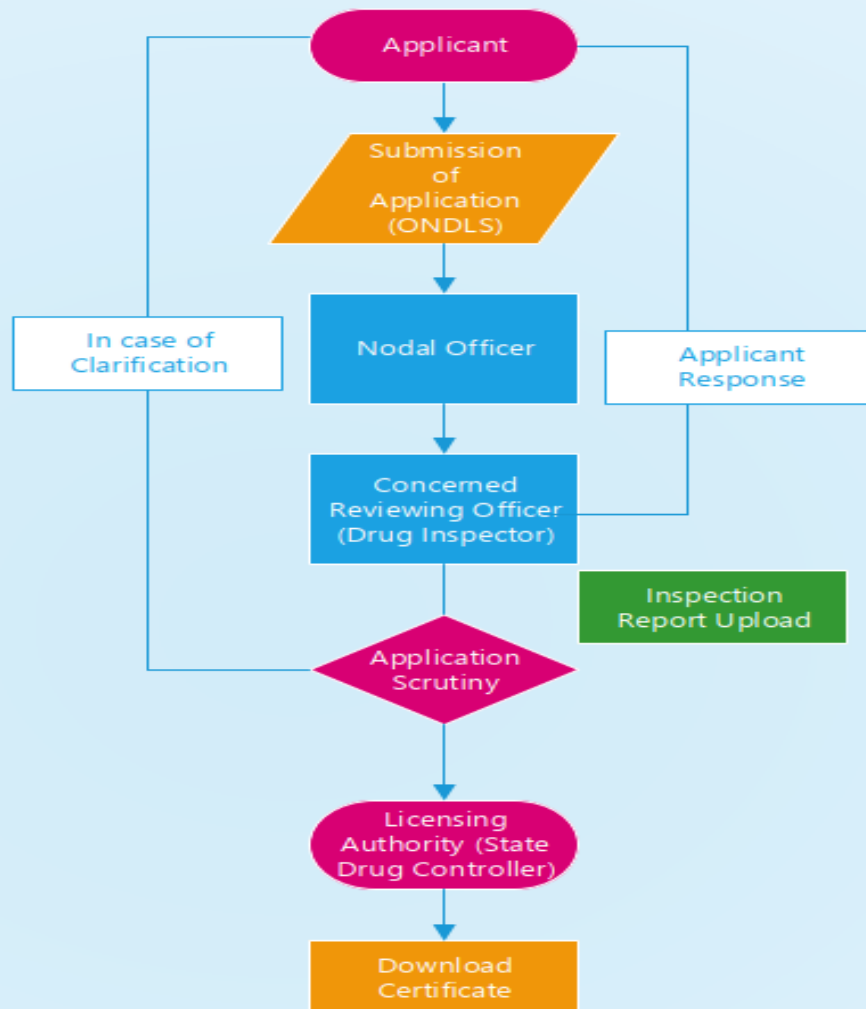 Applicant
Submission
of
Application
(ONDLS)
In case of
Clarification
Nodal Officer
Applicant
Response
Concerned
Reviewing Officer
(Drug Inspector)
Inspection
Report Upload
Application
Scrutiny
Licensing
Authority (State
Drug Controller)
Download
Certificate